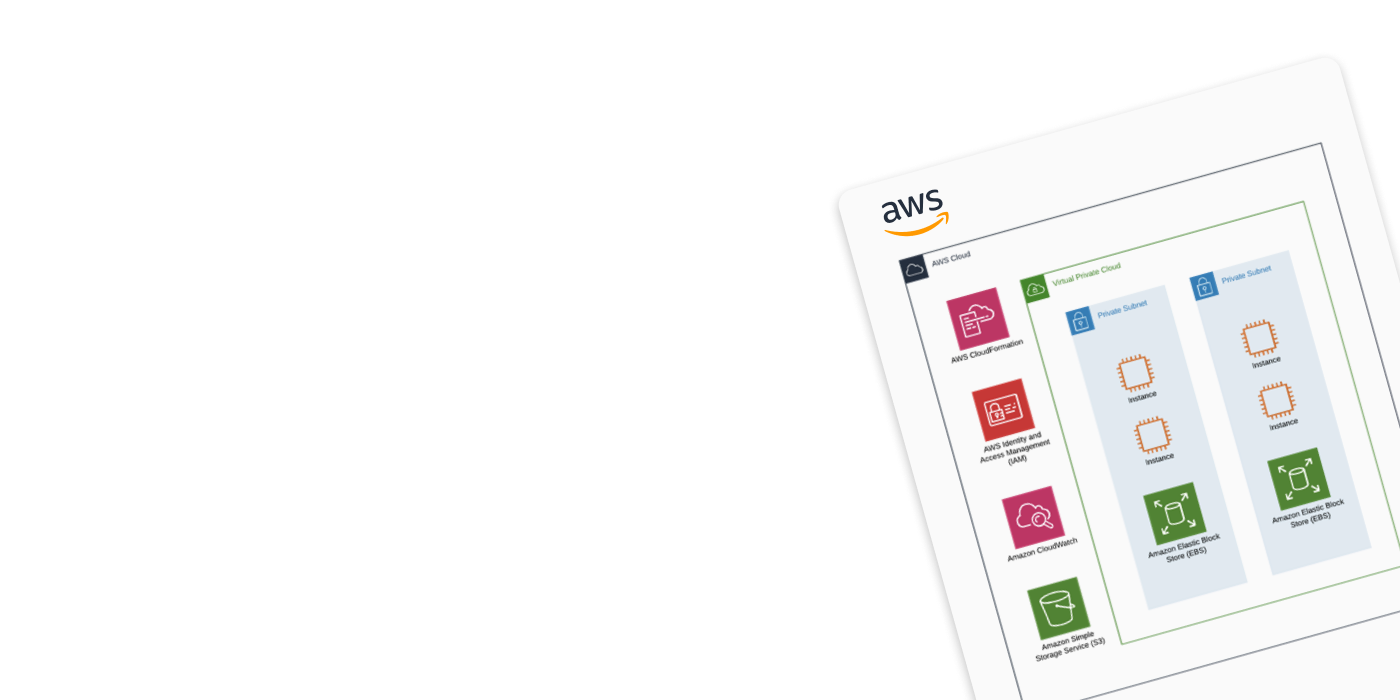 aws
AWS Cloud
AWS CloudFormation
AWS Identity and
Access Management
(IAM)
Amazon CloudWatch
Amazon Simple
Storage Service (S3)
Virtual Private Cloud
Private Subnet
Instance
Instance
Amazon Elastic Block
Store (EBS)
Private Subnet
Instance
Instance
Amazon Elastic Block
Store (EBS)